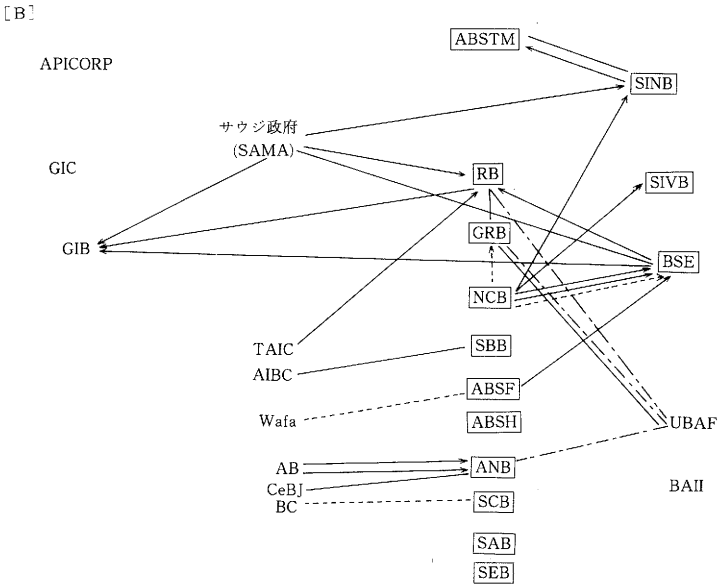 [B]
ABSTM
APICORP
SINB
サウジ政府
(SAMA)
GIC
RB
SIVB
GRB
GIB
BSE
NCB
TAIC
SBB
AIBC
ABSF
Wafa
ABSH
UBAF
AB
ANB
CeBJ
BAII
BC
SCB
SAB
SEB